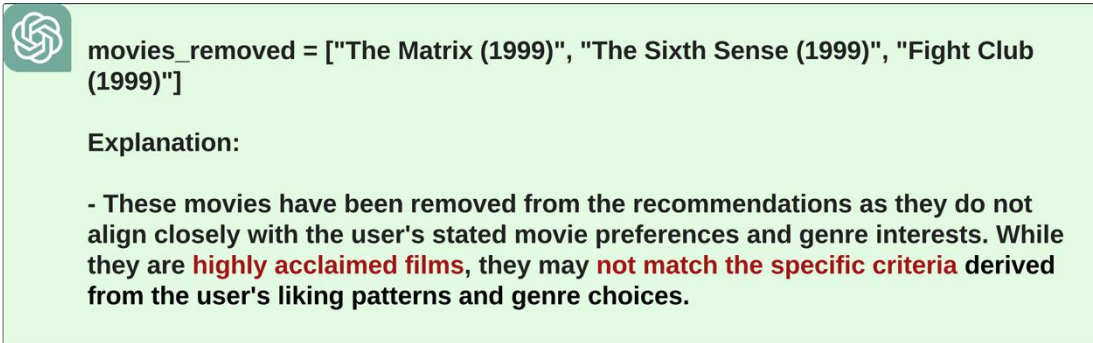 movies_removed = ["The Matrix (1999)", "The Sixth Sense (1999)", "Fight Club
(1999)"]
Explanation:
- These movies have been removed from the recommendations as they do not
align closely with the user's stated movie preferences and genre interests. While
they are highly acclaimed films, they may not match the specific criteria derived
from the user's liking patterns and genre choices.